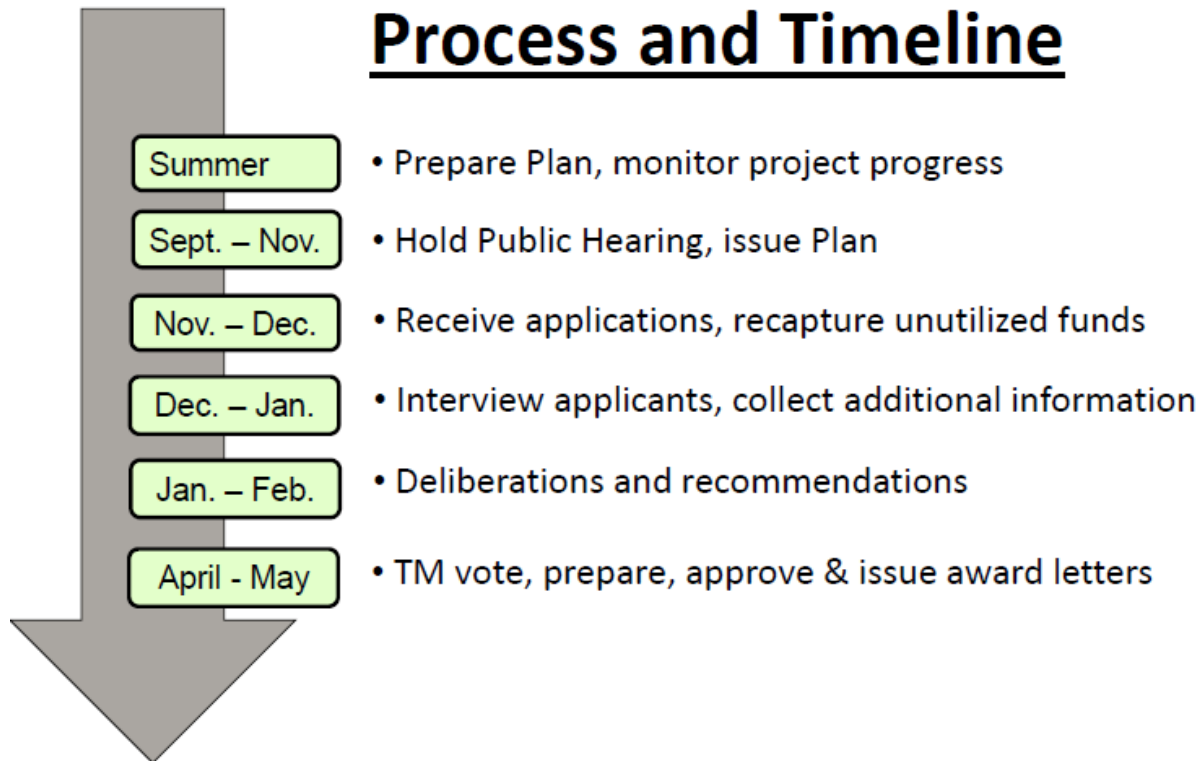 Process and Timeline
Summer
• Prepare Plan, monitor project progress
Sept. – Nov.
• Hold Public Hearing, issue Plan
Nov. – Dec.
• Receive applications, recapture unutilized funds
Dec. – Jan.
• Interview applicants, collect additional information
Jan. – Feb.
• Deliberations and recommendations
April - May
• TM vote, prepare, approve & issue award letters